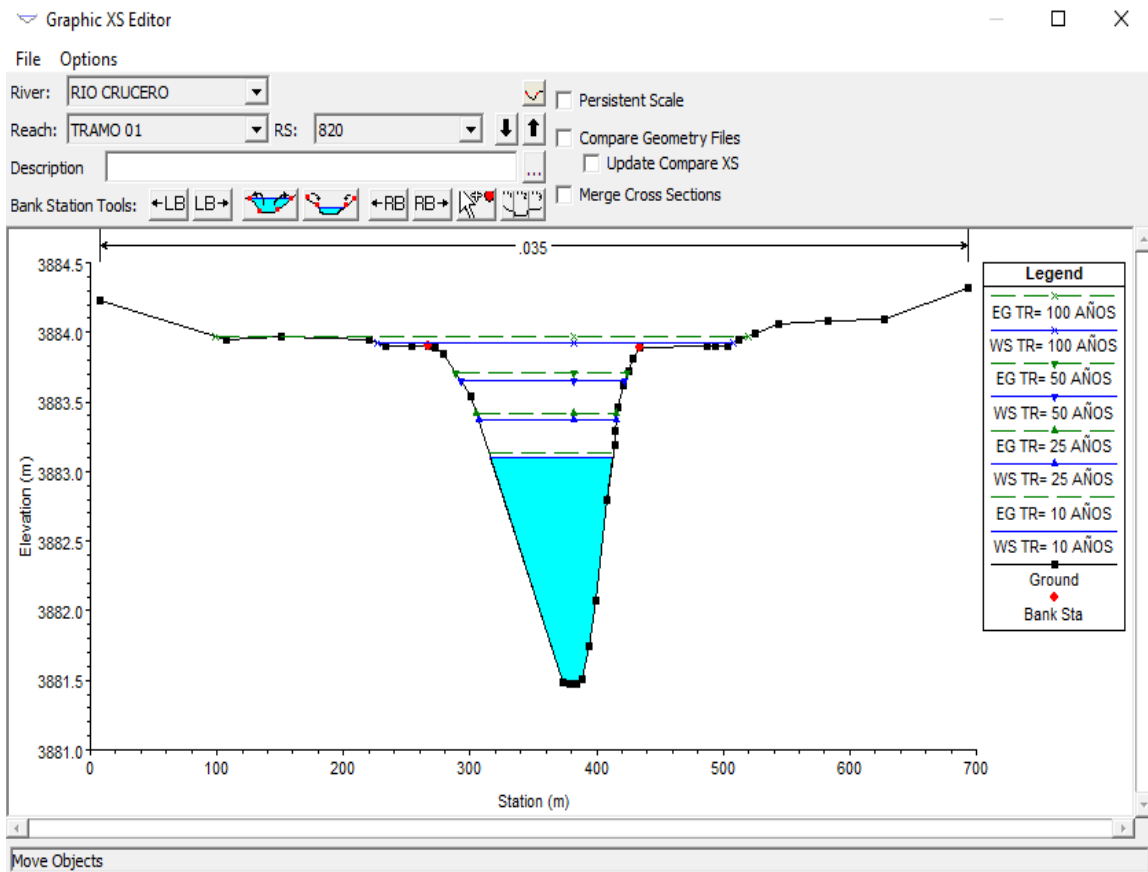 Graphic XS Editor
File Options
River: RIO CRUCERO
Persistent Scale
Reach: TRAMO 01 RS: 820
Compare Geometry Files
Update Compare XS
Description ...
Merge Cross Sections
Bank Station Tools: ←LB LB→ ←RB RB→
.035
3884.5
3884.0
3883.5
3883.0
3882.5
3882.0
3881.5
3881.0
Elevation (m)
0 100 200 300 400 500 600 700
Station (m)
Legend
EG TR= 100 AÑOS
WS TR= 100 AÑOS
EG TR= 50 AÑOS
WS TR= 50 AÑOS
EG TR= 25 AÑOS
WS TR= 25 AÑOS
EG TR= 10 AÑOS
WS TR= 10 AÑOS
Ground
Bank Sta
Move Objects